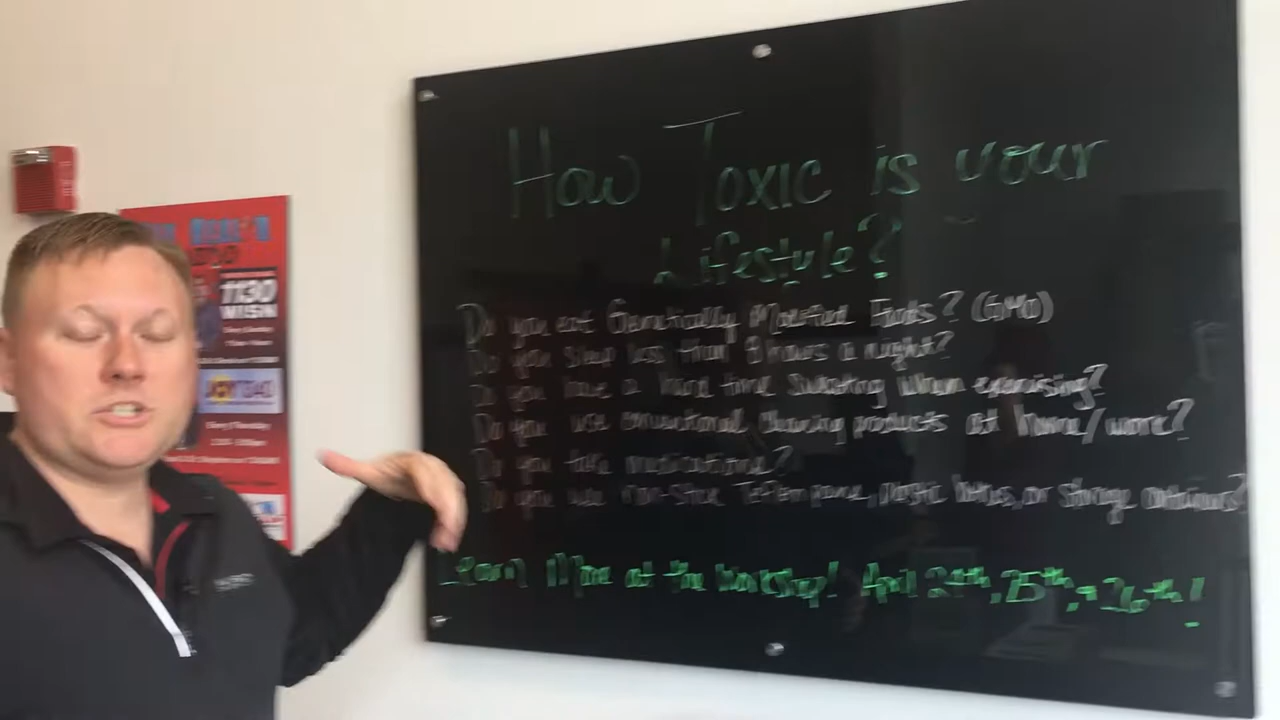 How Toxic is your
Lifestyle?
Do you eat Genetically Modified Foods? (GMO)
Do you sleep less than 8 hours a night?
Do you have a hard time sweating when exercising?
Do you use conventional cleaning products at home/work?
Do you take medications?
Do you use non-stick Teflon pans, plastic bottles, or storage containers?
Learn More at the Workshop! April 24th, 25th, + 26th!
1130
WISN
JOY 1340